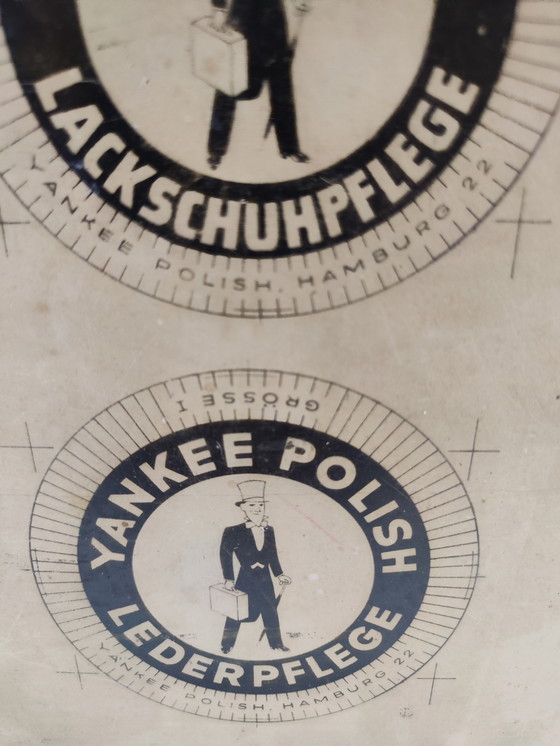 LACKSCHUHPFLEGE
YANKEE POLISH, HAMBURG 22
GRÖSSE I
YANKEE POLISH
LEDERPFLEGE
YANKEE POLISH, HAMBURG 22